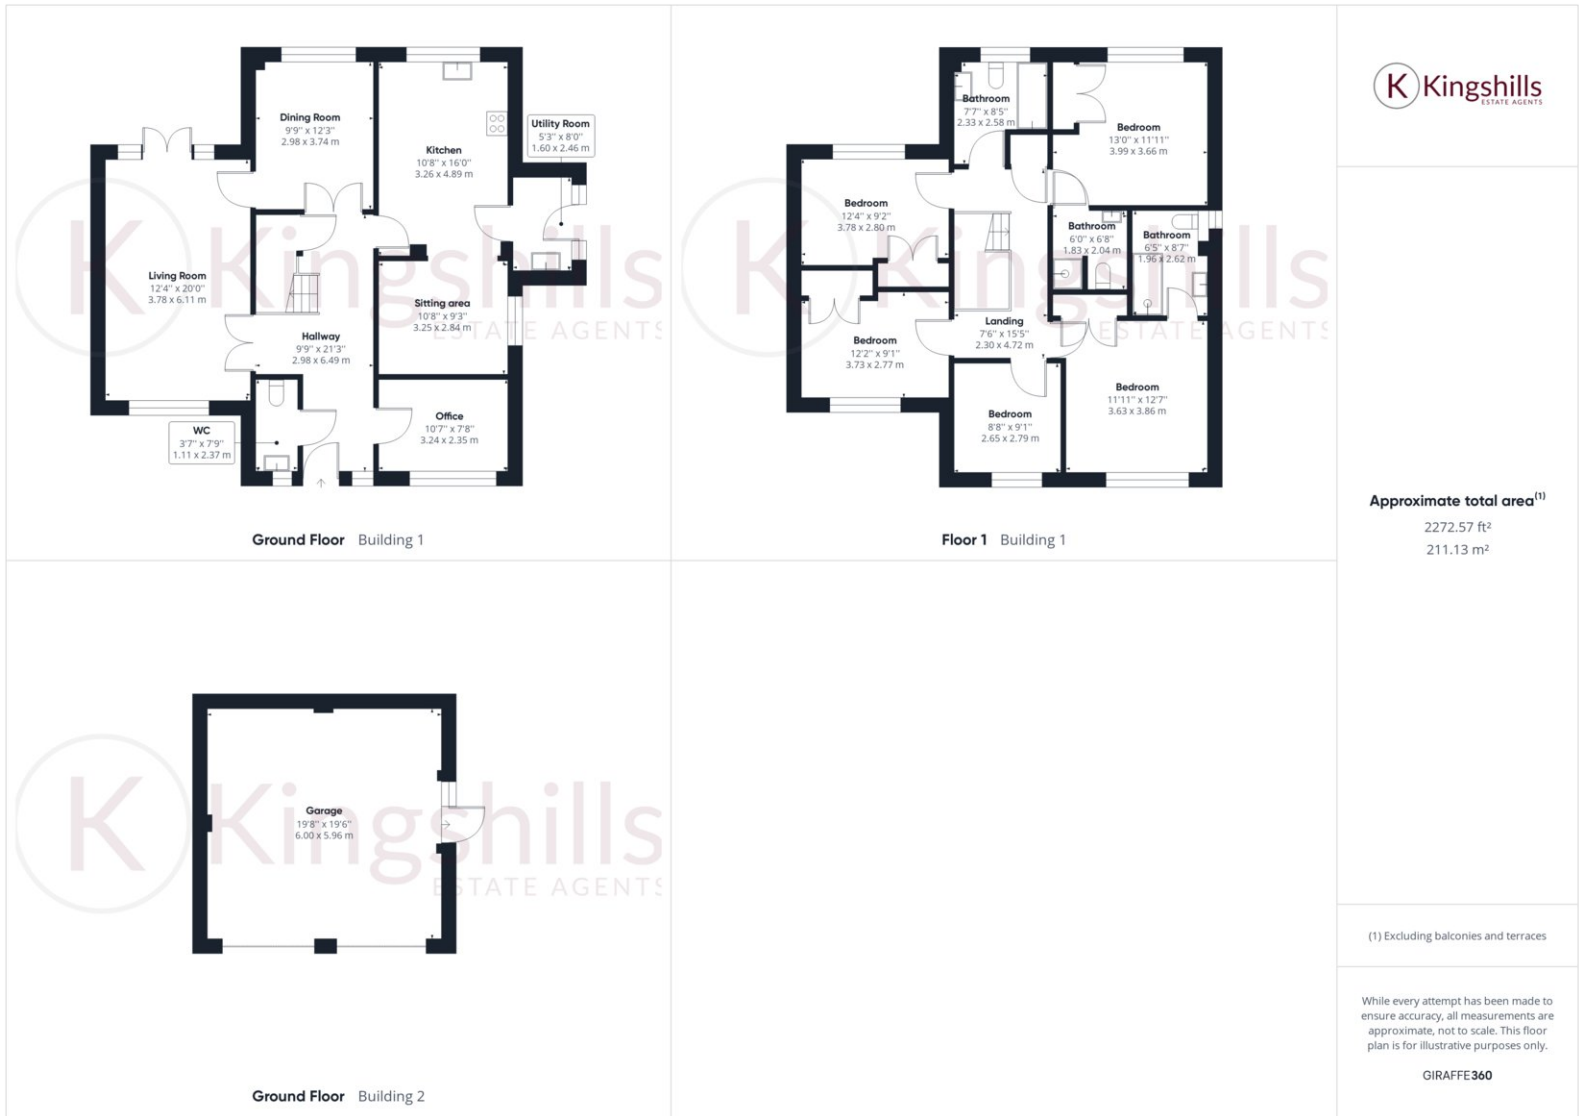 Dining Room
9'9" x 12'3"
2.98 x 3.74 m
Kitchen
10'8" x 16'0"
3.26 x 4.89 m
Utility Room
5'3" x 8'0"
1.60 x 2.46 m
Living Room
12'4" x 20'0"
3.78 x 6.11 m
Sitting area
10'8" x 9'3"
3.25 x 2.84 m
Hallway
9'9" x 21'3"
2.98 x 6.49 m
WC
3'7" x 7'9"
1.11 x 2.37 m
Office
10'7" x 7'8"
3.24 x 2.35 m
K Kingshills
ESTATE AGENTS
Ground Floor Building 1
Bathroom
7'7" x 8'5"
2.33 x 2.58 m
Bedroom
13'0" x 11'11"
3.99 x 3.66 m
Bedroom
12'4" x 9'2"
3.78 x 2.80 m
Bathroom
6'0" x 6'8"
1.83 x 2.04 m
Bathroom
6'5" x 8'7"
1.96 x 2.62 m
Landing
7'6" x 15'5"
2.30 x 4.72 m
Bedroom
12'2" x 9'1"
3.73 x 2.77 m
Bedroom
8'8" x 9'1"
2.65 x 2.79 m
Bedroom
11'11" x 12'7"
3.63 x 3.86 m
K Kingshills
ESTATE AGENTS
Floor 1 Building 1
Garage
19'8" x 19'6"
6.00 x 5.96 m
K Kingshills
ESTATE AGENTS
Ground Floor Building 2
K Kingshills
ESTATE AGENTS
Approximate total area(1)
2272.57 ft²
211.13 m²
(1) Excluding balconies and terraces
While every attempt has been made to
ensure accuracy, all measurements are
approximate, not to scale. This floor
plan is for illustrative purposes only.
GIRAFFE360